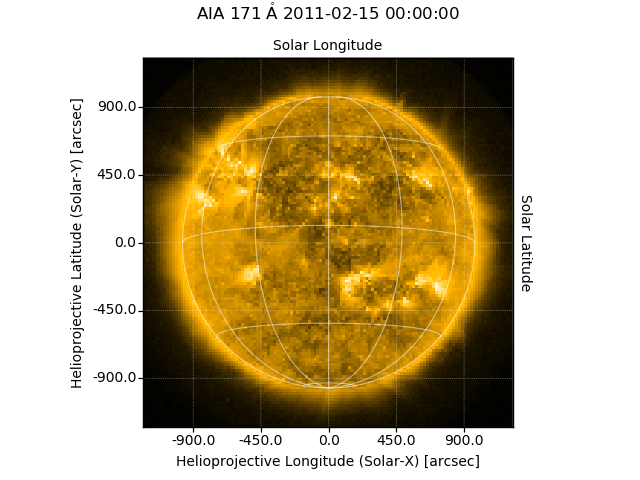 AIA 171 Å 2011-02-15 00:00:00
Solar Longitude
900.0
450.0
0.0
-450.0
-900.0
Helioprojective Latitude (Solar-Y) [arcsec]
Solar Latitude
-900.0 -450.0 0.0 450.0 900.0
Helioprojective Longitude (Solar-X) [arcsec]